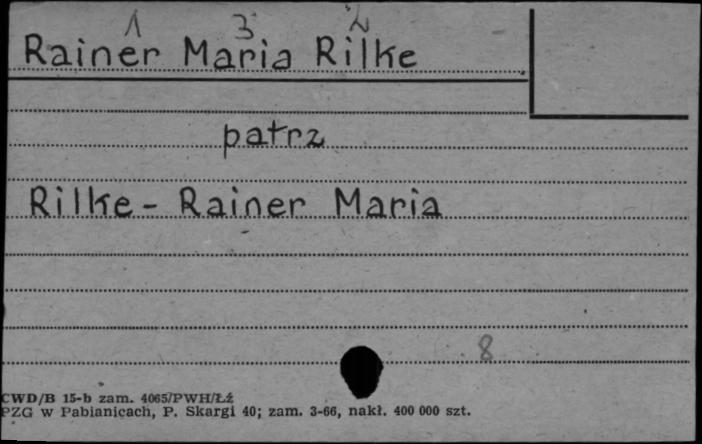 1 3 2
Rainer Maria Rilke
patrz
Rilke - Rainer Maria
8
CWD/B 15-b zam. 4065/PWH/Łź
PZG w Pabianicach, P. Skargi 40; zam. 3-66, nakł. 400 000 szt.